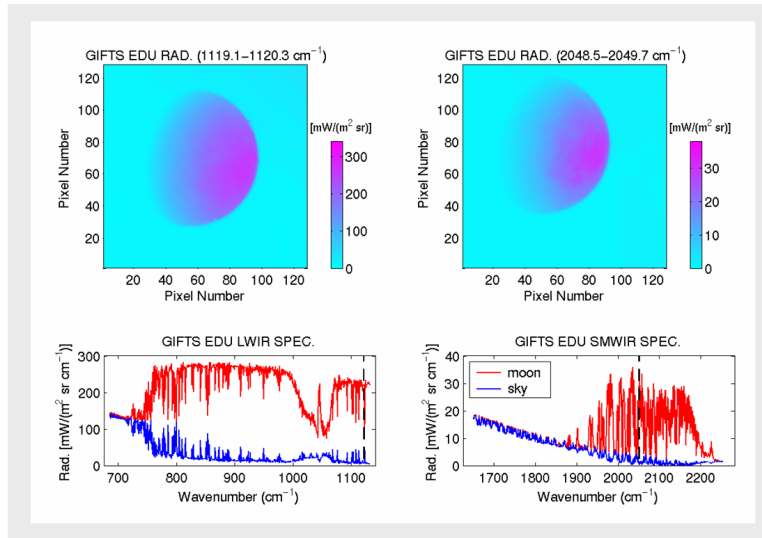 GIFTS EDU RAD. (1119.1−1120.3 cm⁻¹)
120
100
80
60
40
20
Pixel Number
20 40 60 80 100 120
Pixel Number
[mW/(m² sr)]
300
200
100
0
GIFTS EDU RAD. (2048.5−2049.7 cm⁻¹)
120
100
80
60
40
20
Pixel Number
20 40 60 80 100 120
Pixel Number
[mW/(m² sr)]
30
20
10
0
GIFTS EDU LWIR SPEC.
300
200
100
0
Rad. [mW/(m² sr cm⁻¹)]
700 800 900 1000 1100
Wavenumber (cm⁻¹)
GIFTS EDU SMWIR SPEC.
40
30
20
10
0
Rad. [mW/(m² sr cm⁻¹)]
moon
sky
1700 1800 1900 2000 2100 2200
Wavenumber (cm⁻¹)